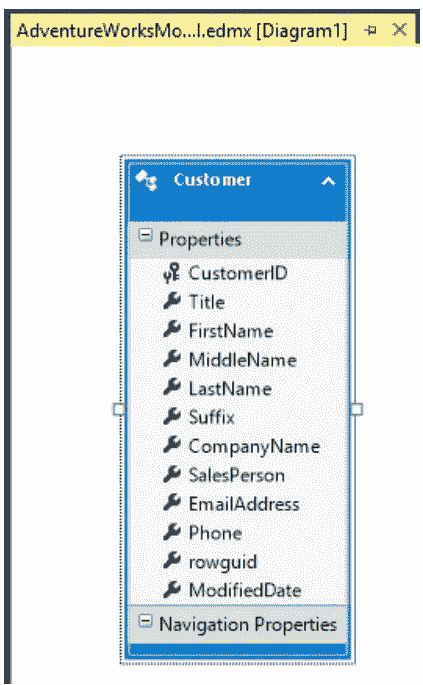 AdventureWorksMo...l.edmx [Diagram1]
Customer
Properties
CustomerID
Title
FirstName
MiddleName
LastName
Suffix
CompanyName
SalesPerson
EmailAddress
Phone
rowguid
ModifiedDate
Navigation Properties